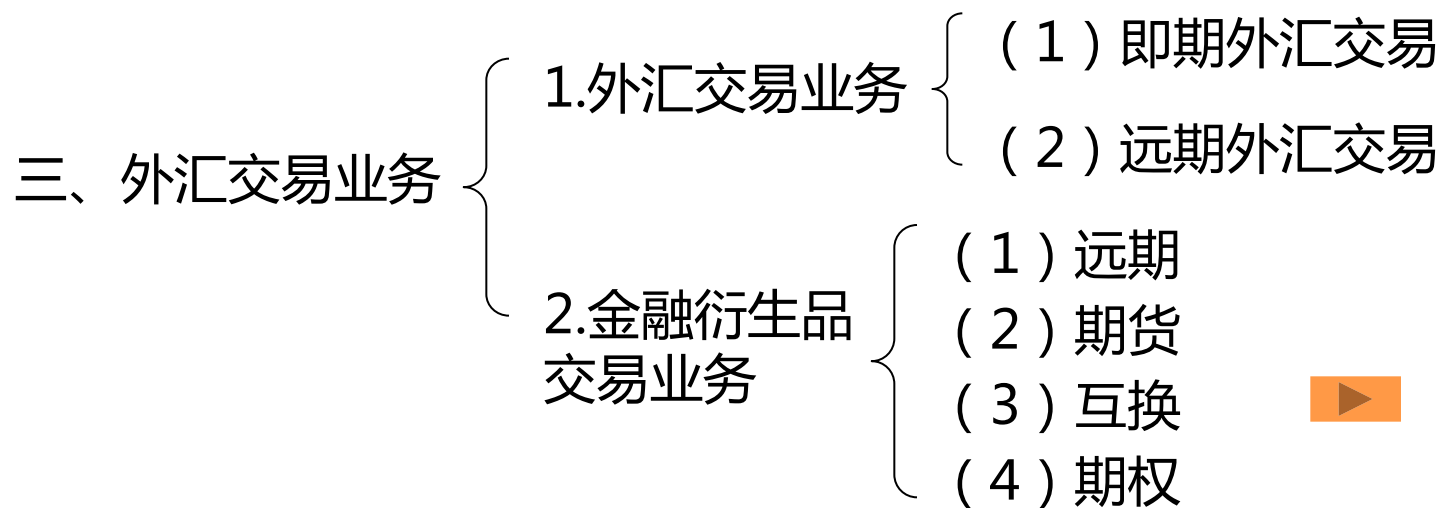 三、外汇交易业务
1.外汇交易业务
（1）即期外汇交易
（2）远期外汇交易
2.金融衍生品
交易业务
（1）远期
（2）期货
（3）互换
（4）期权